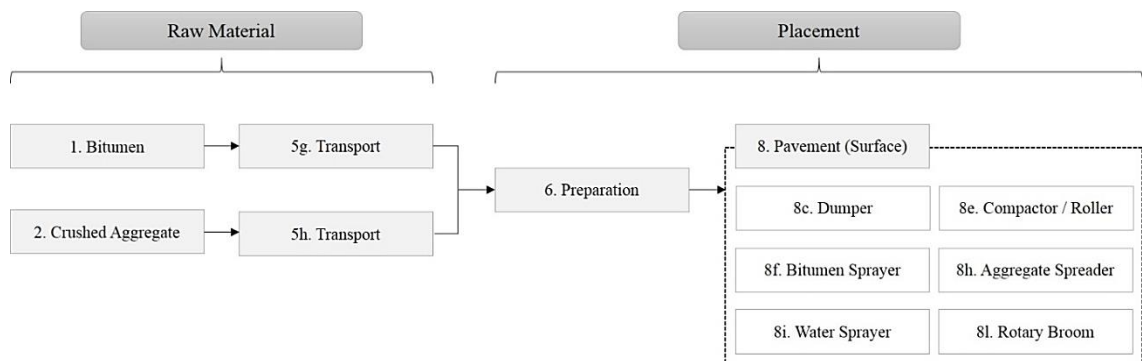 Raw Material
Placement
1. Bitumen
5g. Transport
8. Pavement (Surface)
6. Preparation
2. Crushed Aggregate
5h. Transport
8c. Dumper
8e. Compactor / Roller
8f. Bitumen Sprayer
8h. Aggregate Spreader
8i. Water Sprayer
8l. Rotary Broom